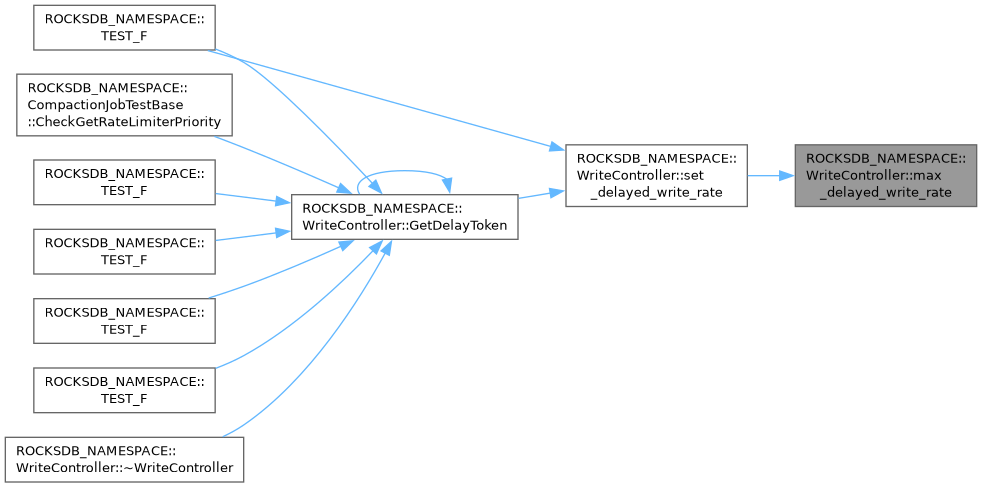 ROCKSDB_NAMESPACE::
TEST_F
ROCKSDB_NAMESPACE::
CompactionJobTestBase
::CheckGetRateLimiterPriority
ROCKSDB_NAMESPACE::
TEST_F
ROCKSDB_NAMESPACE::
TEST_F
ROCKSDB_NAMESPACE::
TEST_F
ROCKSDB_NAMESPACE::
TEST_F
ROCKSDB_NAMESPACE::
WriteController::~WriteController
ROCKSDB_NAMESPACE::
WriteController::GetDelayToken
ROCKSDB_NAMESPACE::
WriteController::set
_delayed_write_rate
ROCKSDB_NAMESPACE::
WriteController::max
_delayed_write_rate